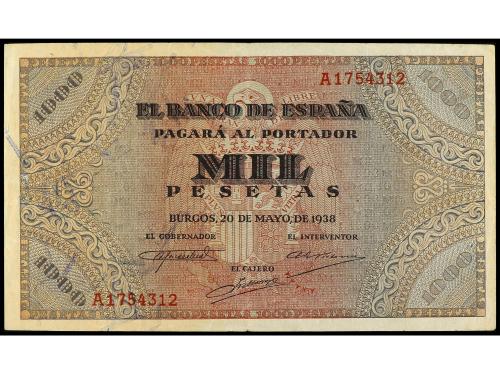 1000
1000
A1754312
EL BANCO DE ESPAÑA
PAGARÁ AL PORTADOR
MIL
PESETAS
BURGOS, 20 DE MAYO, DE 1938
EL GOBERNADOR
EL INTERVENTOR
EL CAJERO
A1754312
1000
1000